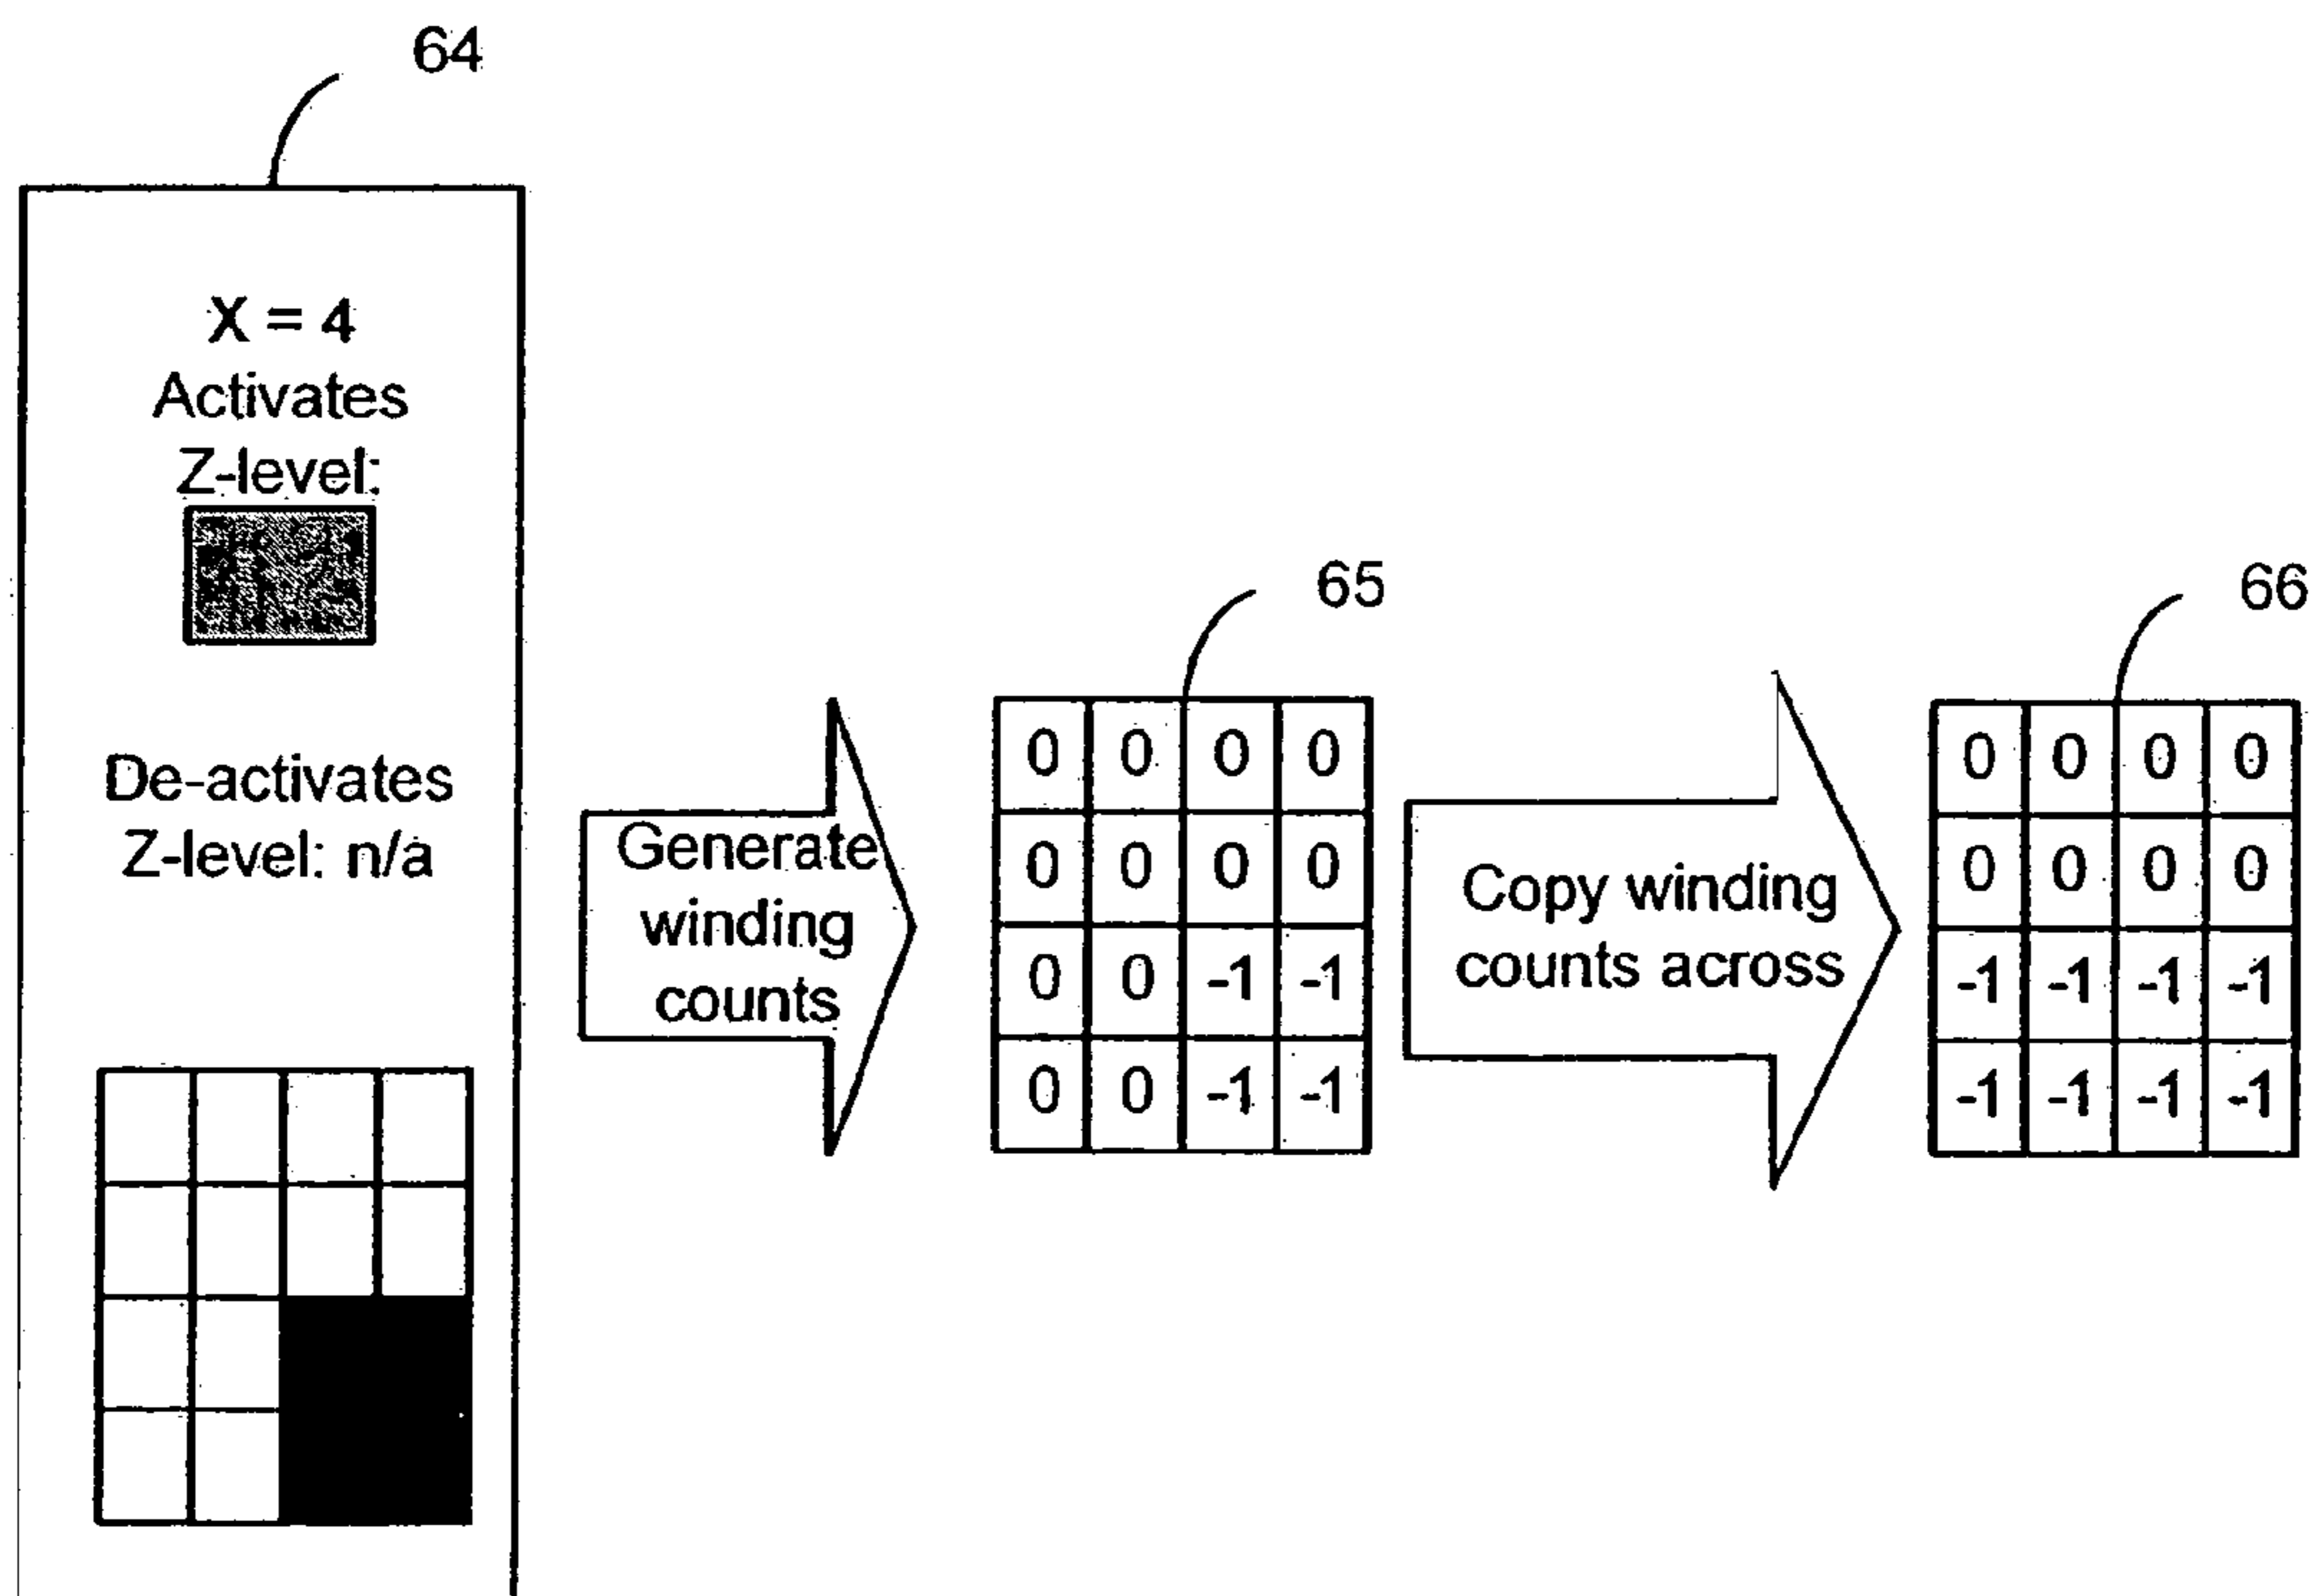 64
X = 4
Activates
Z-level:
De-activates
Z-level: n/a
Generate
winding
counts
65
0 0 0 0
0 0 0 0
0 0 -1 -1
0 0 -1 -1
Copy winding
counts across
66
0 0 0 0
0 0 0 0
-1 -1 -1 -1
-1 -1 -1 -1